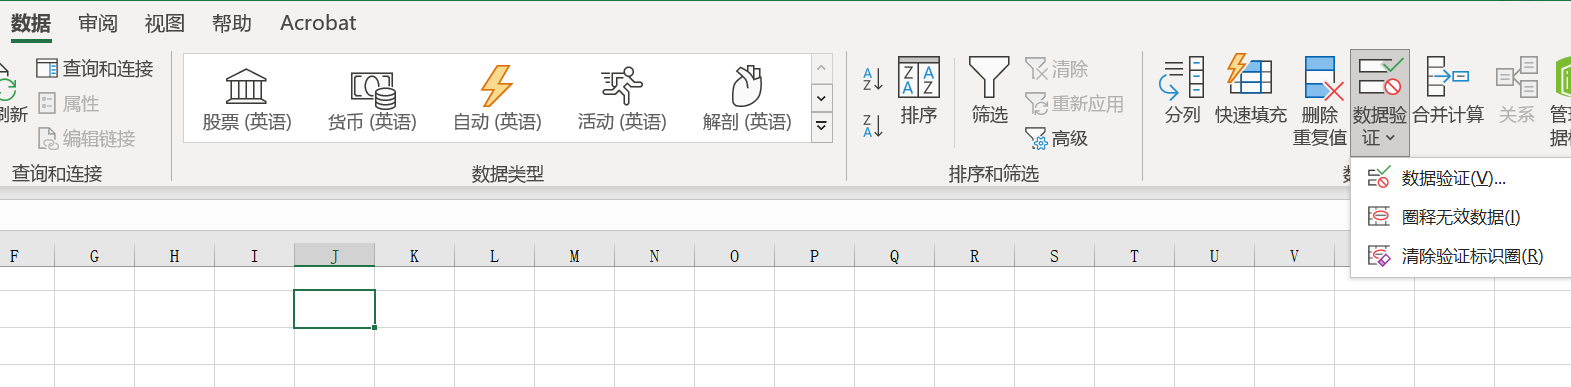 数据 审阅 视图 帮助 Acrobat
查询和连接
属性
编辑链接
刷新
查询和连接
股票 (英语) 货币 (英语) 自动 (英语) 活动 (英语) 解剖 (英语)
数据类型
排序
筛选
清除
重新应用
高级
排序和筛选
分列
快速填充
删除
重复值
数据验
证
合并计算
关系
数据验证(V)...
圈释无效数据(I)
清除验证标识圈(R)
F G H I J K L M N O P Q R S T U V